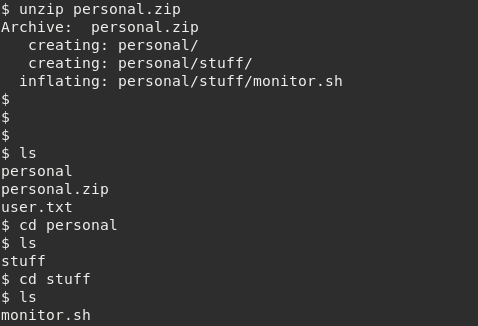 $ unzip personal.zip
Archive:  personal.zip
   creating: personal/
   creating: personal/stuff/
  inflating: personal/stuff/monitor.sh
$
$
$
$ ls
personal
personal.zip
user.txt
$ cd personal
$ ls
stuff
$ cd stuff
$ ls
monitor.sh